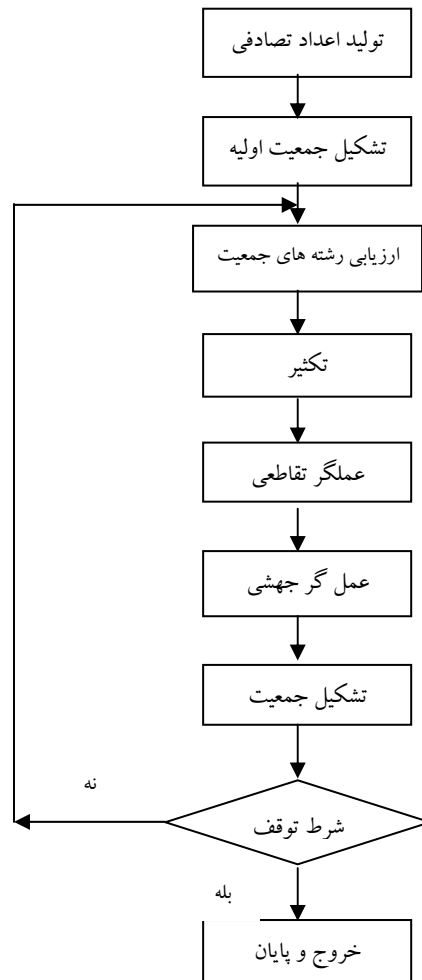 تولید اعداد تصادفی
تشکیل جمعیت اولیه
ارزیابی رشته های جمعیت
تکثیر
عملگر تقاطعی
عمل گر جهشی
تشکیل جمعیت
نه
شرط توقف
بله
خروج و پایان